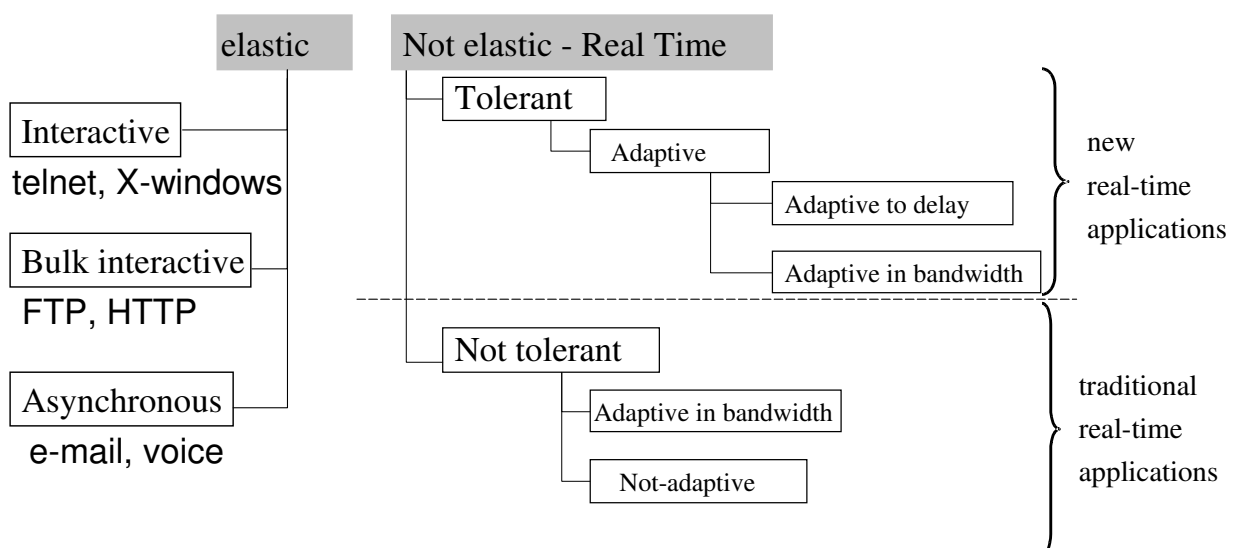 elastic
Interactive
telnet, X-windows
Bulk interactive
FTP, HTTP
Asynchronous
e-mail, voice
Not elastic - Real Time
Tolerant
Adaptive
Adaptive to delay
Adaptive in bandwidth
new
real-time
applications
Not tolerant
Adaptive in bandwidth
Not-adaptive
traditional
real-time
applications